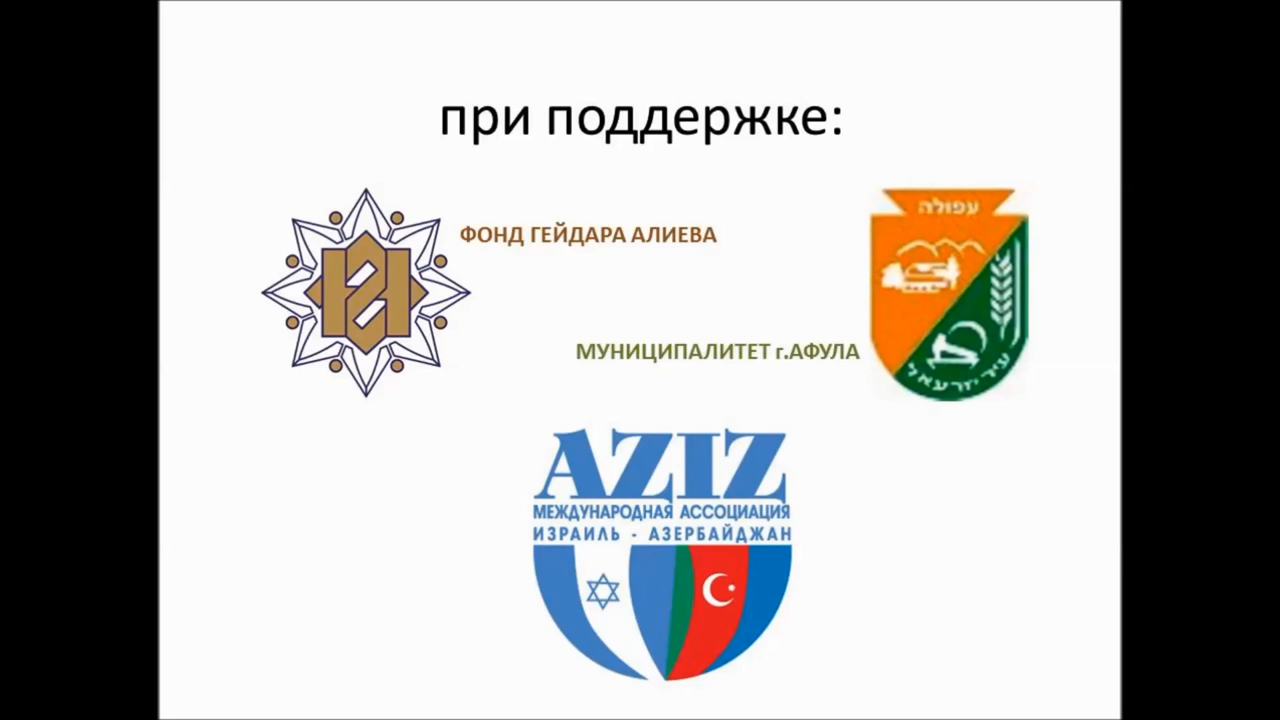 при поддержке:
ФОНД ГЕЙДАРА АЛИЕВА
עפולה
МУНИЦИПАЛИТЕТ г.АФУЛА
עיר יזרעאל
AZIZ
МЕЖДУНАРОДНАЯ АССОЦИАЦИЯ
ИЗРАИЛЬ - АЗЕРБАЙДЖАН